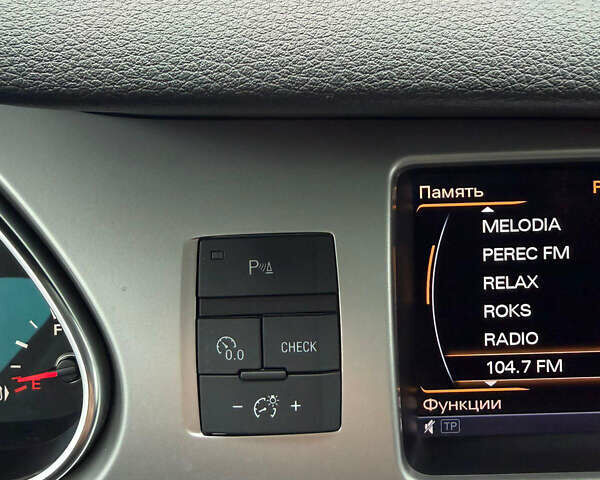 Память
F
MELODIA
PEREC FM
RELAX
ROKS
RADIO
104.7 FM
Функции
TP
P
0.0
CHECK
- +
F
E